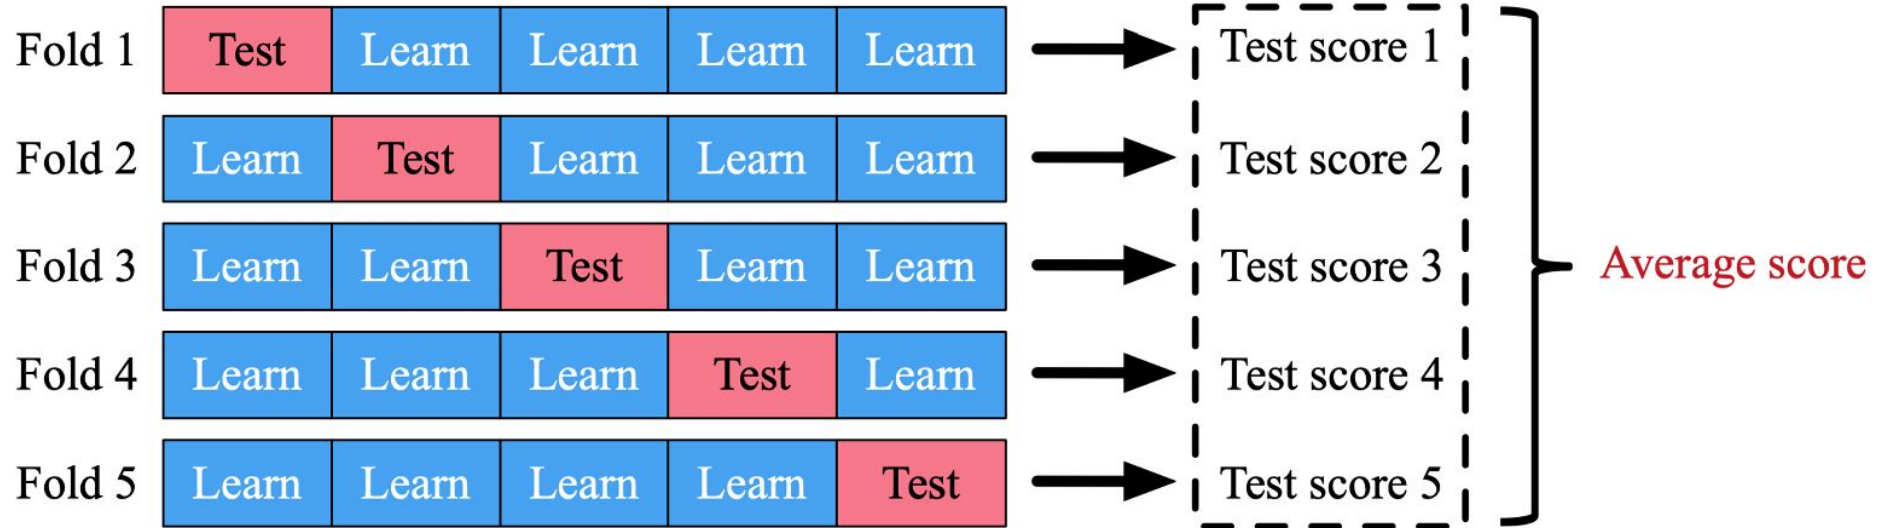 Fold 1 Test Learn Learn Learn Learn Test score 1
Fold 2 Learn Test Learn Learn Learn Test score 2
Fold 3 Learn Learn Test Learn Learn Test score 3
Average score
Fold 4 Learn Learn Learn Test Learn Test score 4
Fold 5 Learn Learn Learn Learn Test Test score 5